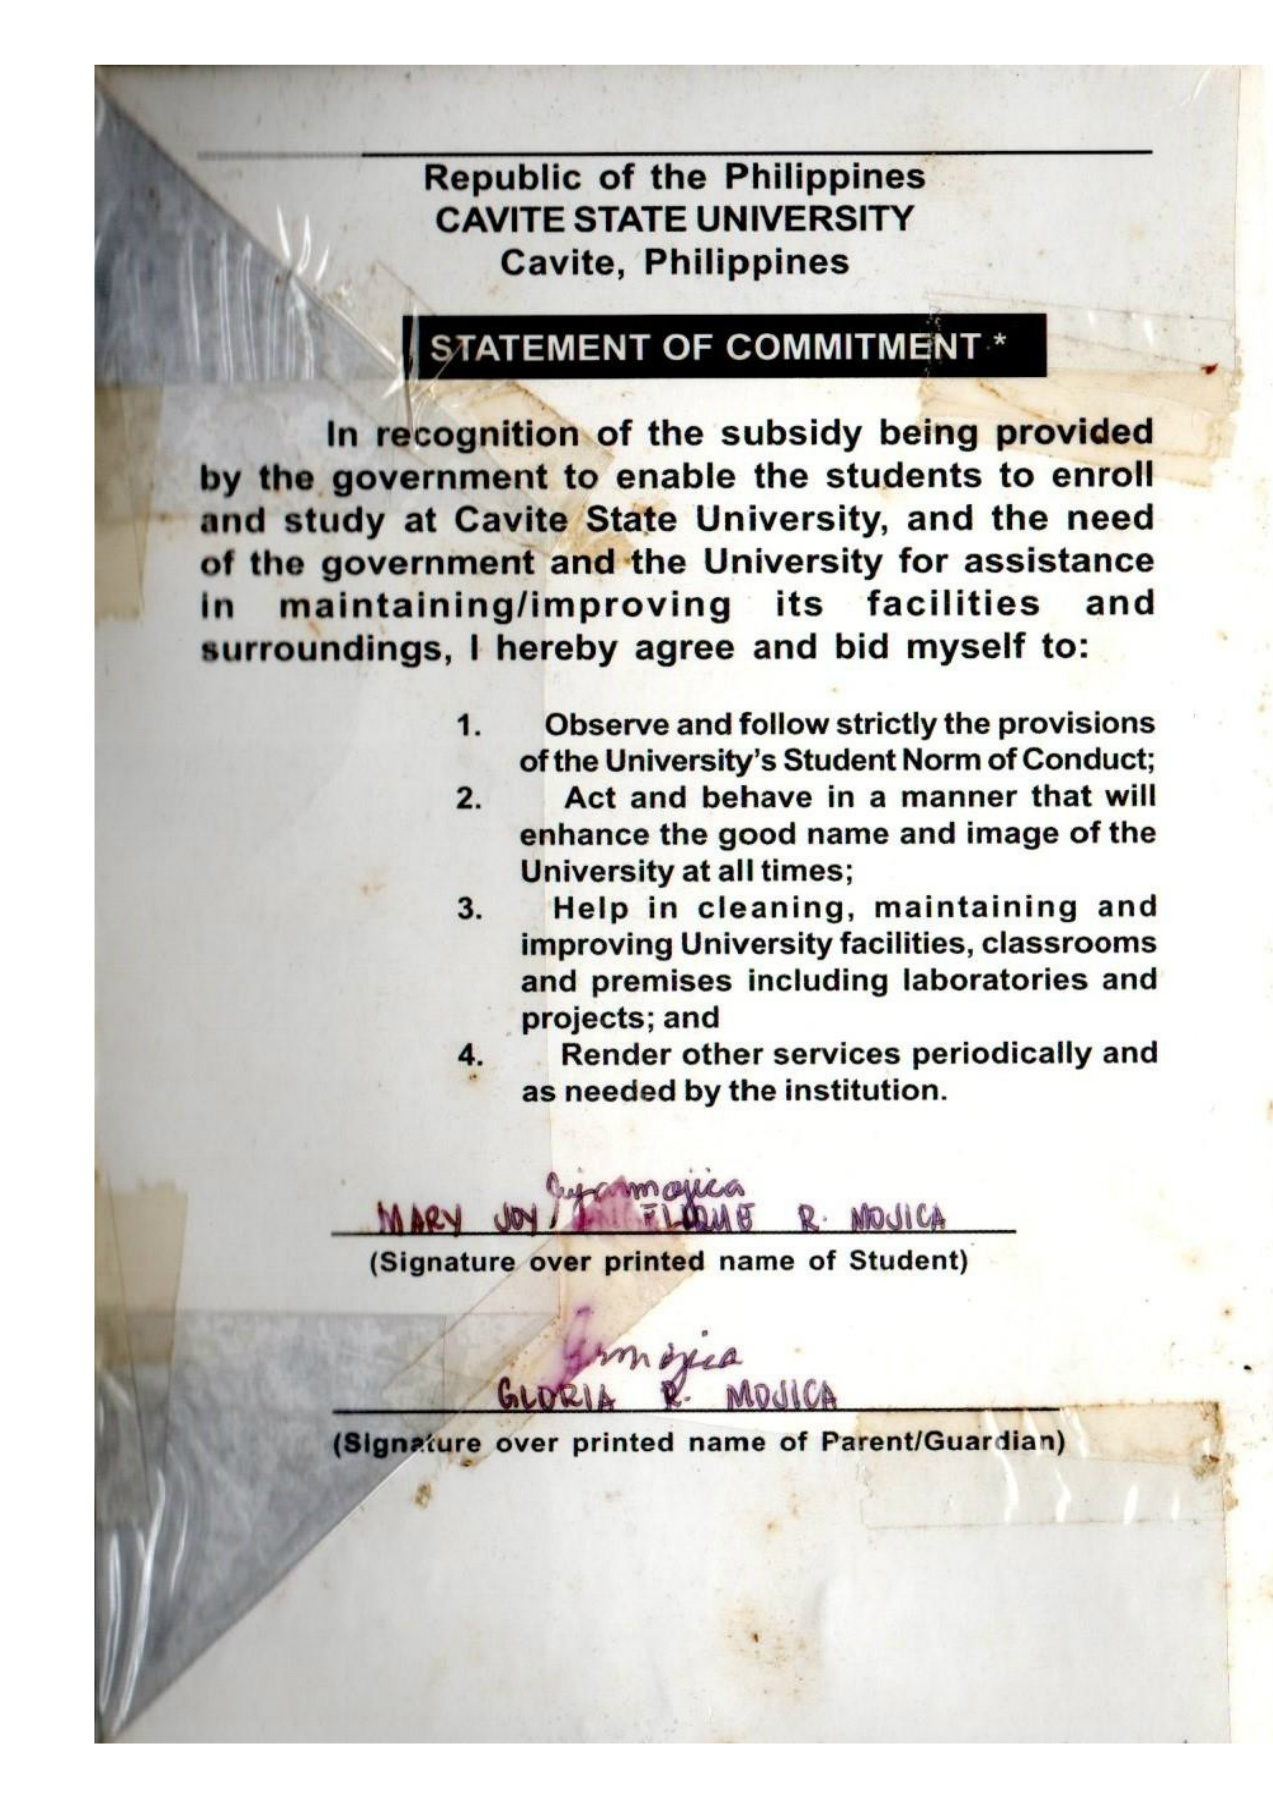 Republic of the Philippines
CAVITE STATE UNIVERSITY
Cavite, Philippines
STATEMENT OF COMMITMENT *
In recognition of the subsidy being provided
by the government to enable the students to enroll
and study at Cavite State University, and the need
of the government and the University for assistance
in maintaining/improving its facilities and
surroundings, I hereby agree and bid myself to:
1. Observe and follow strictly the provisions
of the University's Student Norm of Conduct;
2. Act and behave in a manner that will
enhance the good name and image of the
University at all times;
3. Help in cleaning, maintaining and
improving University facilities, classrooms
and premises including laboratories and
projects; and
4. Render other services periodically and
as needed by the institution.
MARY JOY R. MOJICA
(Signature over printed name of Student)
GLORIA R. MOJICA
(Signature over printed name of Parent/Guardian)